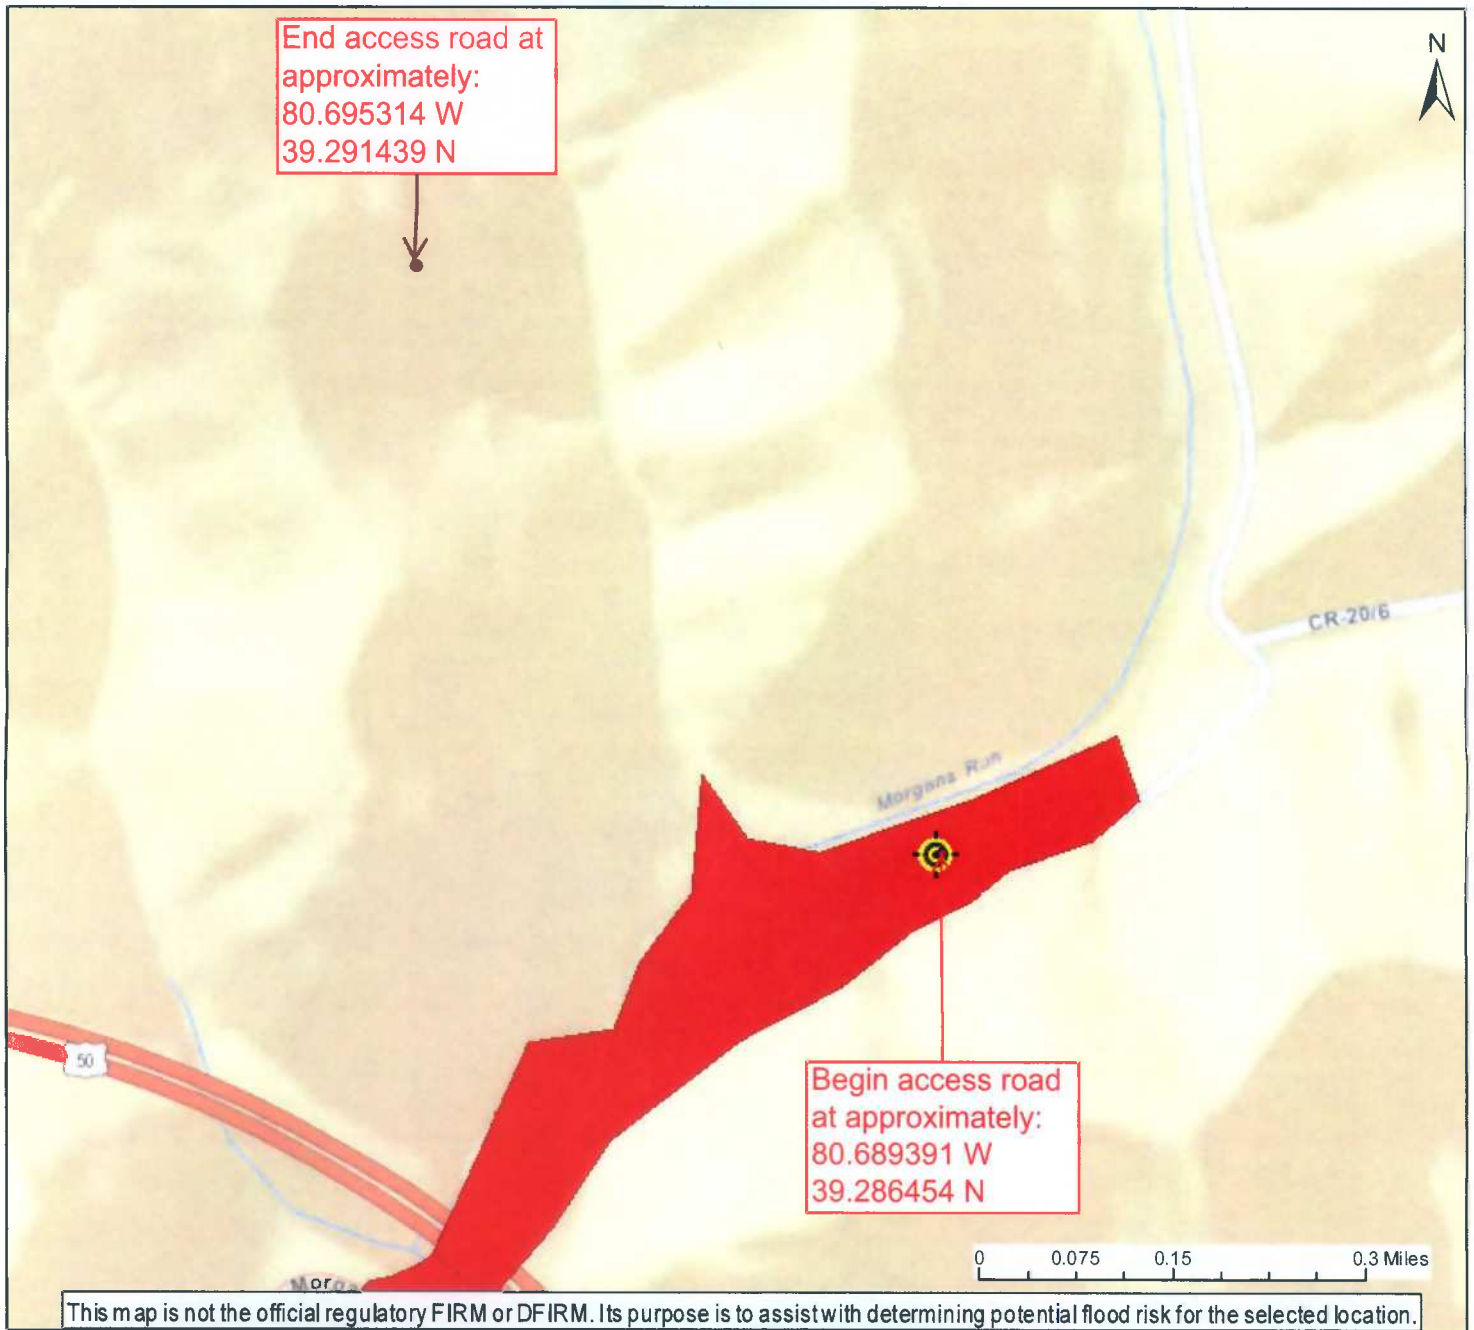 End access road at
approximately:
80.695314 W
39.291439 N
N
CR-20/6
Morgans Run
50
Begin access road
at approximately:
80.689391 W
39.286454 N
0 0.075 0.15 0.3 Miles
This map is not the official regulatory FIRM or DFIRM. Its purpose is to assist with determining potential flood risk for the selected location.